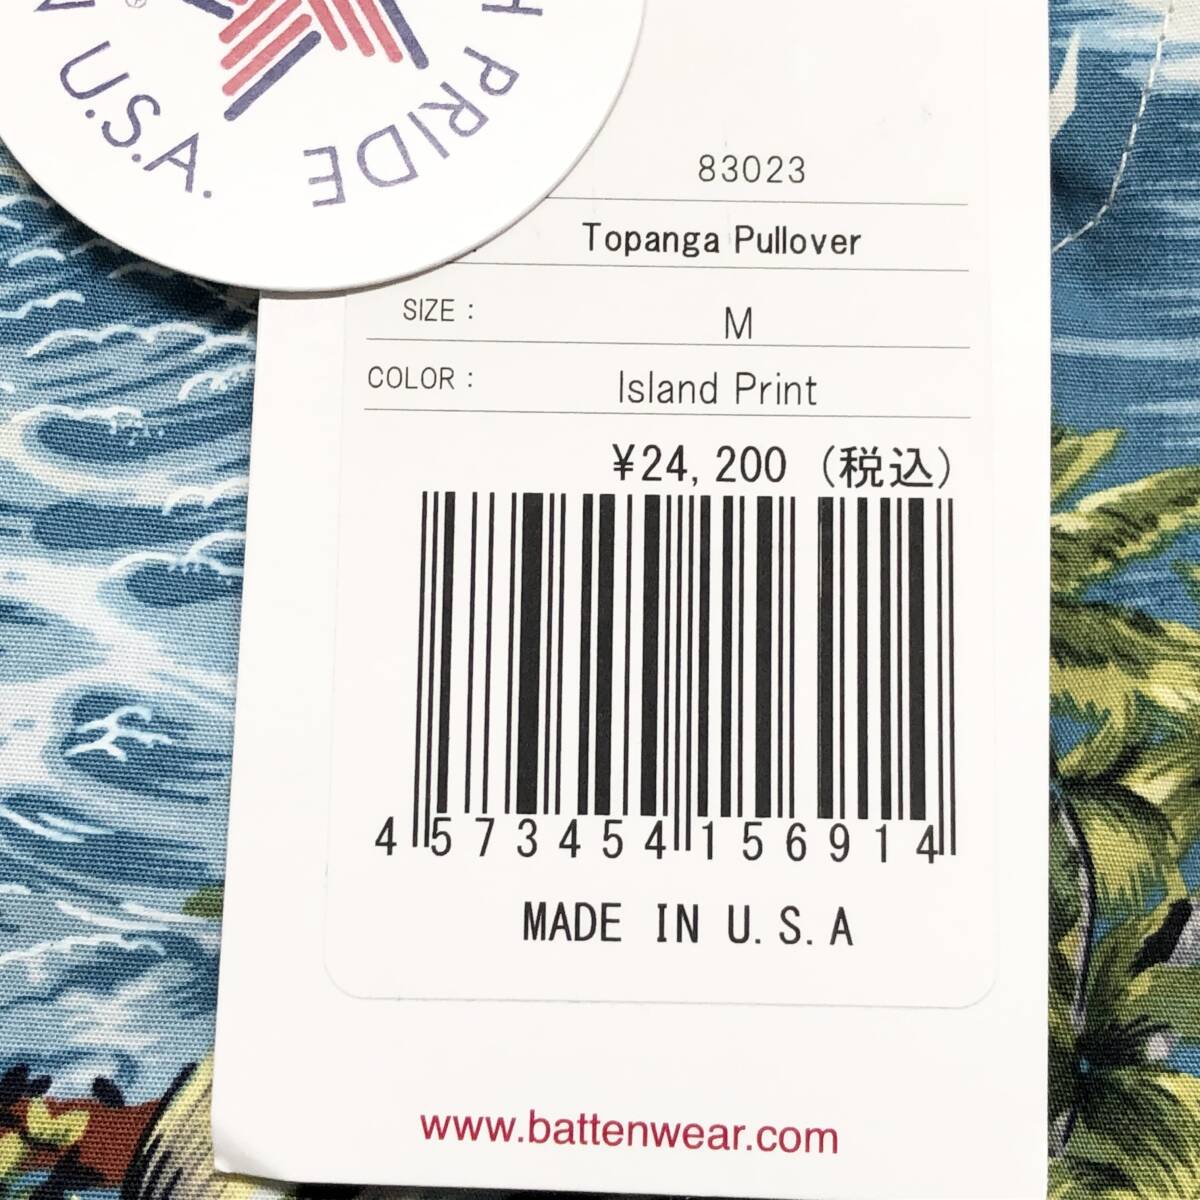 U.S.A.
PRIDE
83023
Topanga Pullover
SIZE : M
COLOR : Island Print
¥24,200 (税込)
4 573454 156914
MADE IN U.S.A
www.battenwear.com